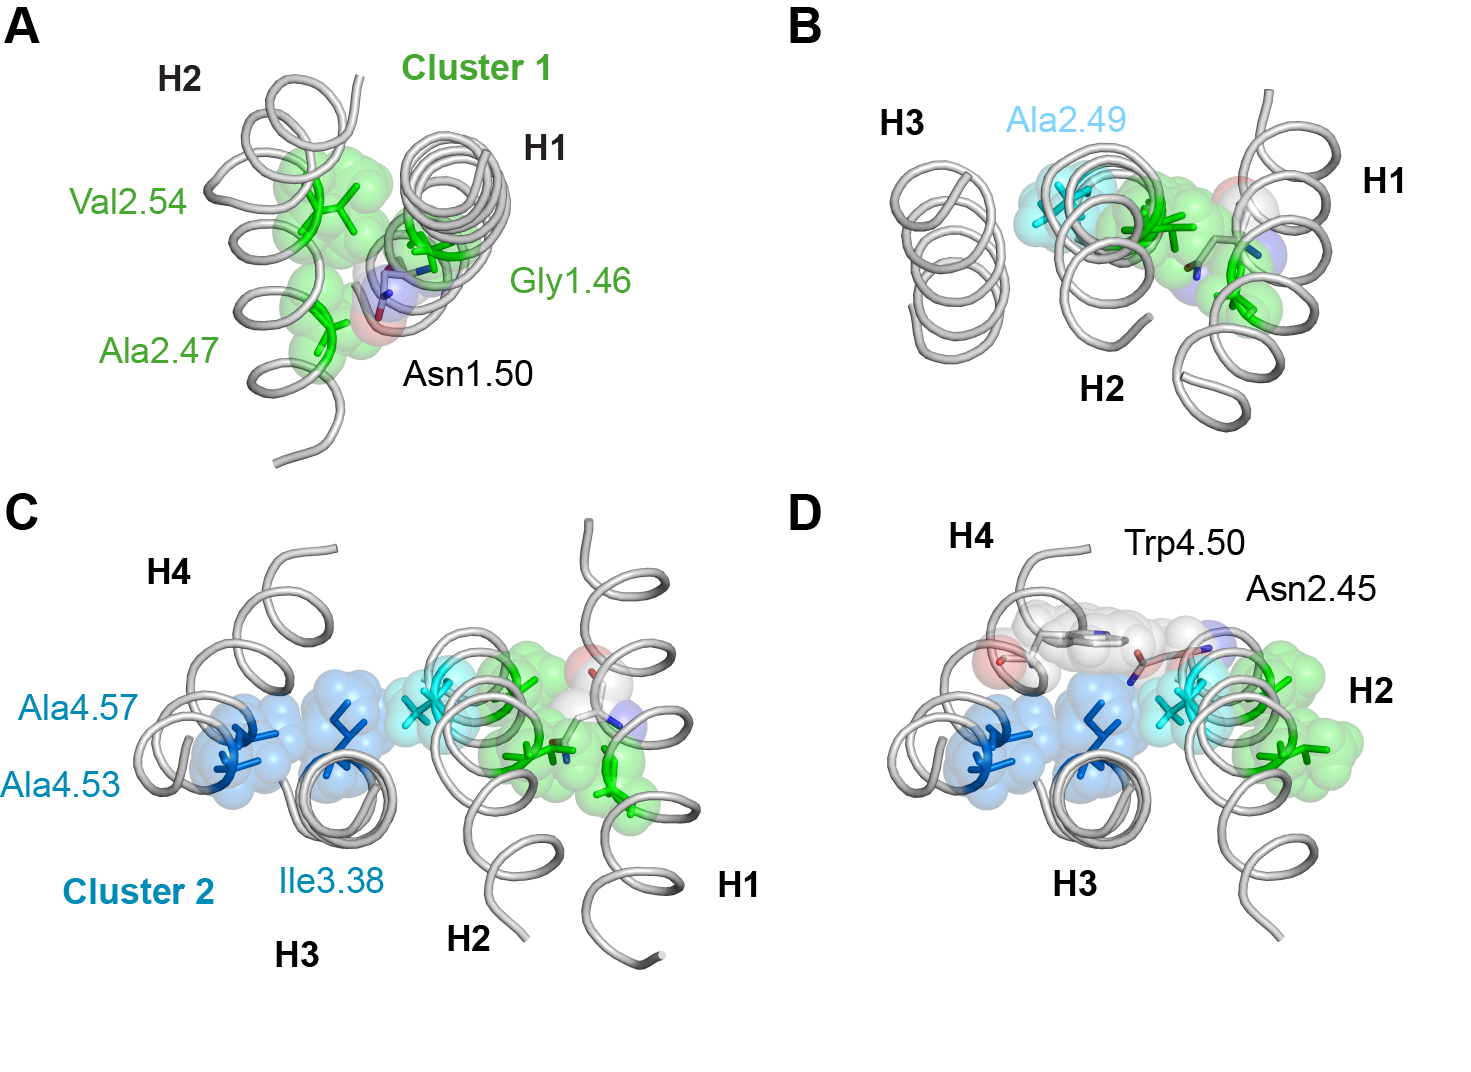 A
H2
Cluster 1
H1
Val2.54
Gly1.46
Ala2.47
Asn1.50
B
H3
Ala2.49
H1
H2
C
H4
Ala4.57
Ala4.53
Cluster 2
Ile3.38
H3
H2
H1
D
H4
Trp4.50
Asn2.45
H2
H3